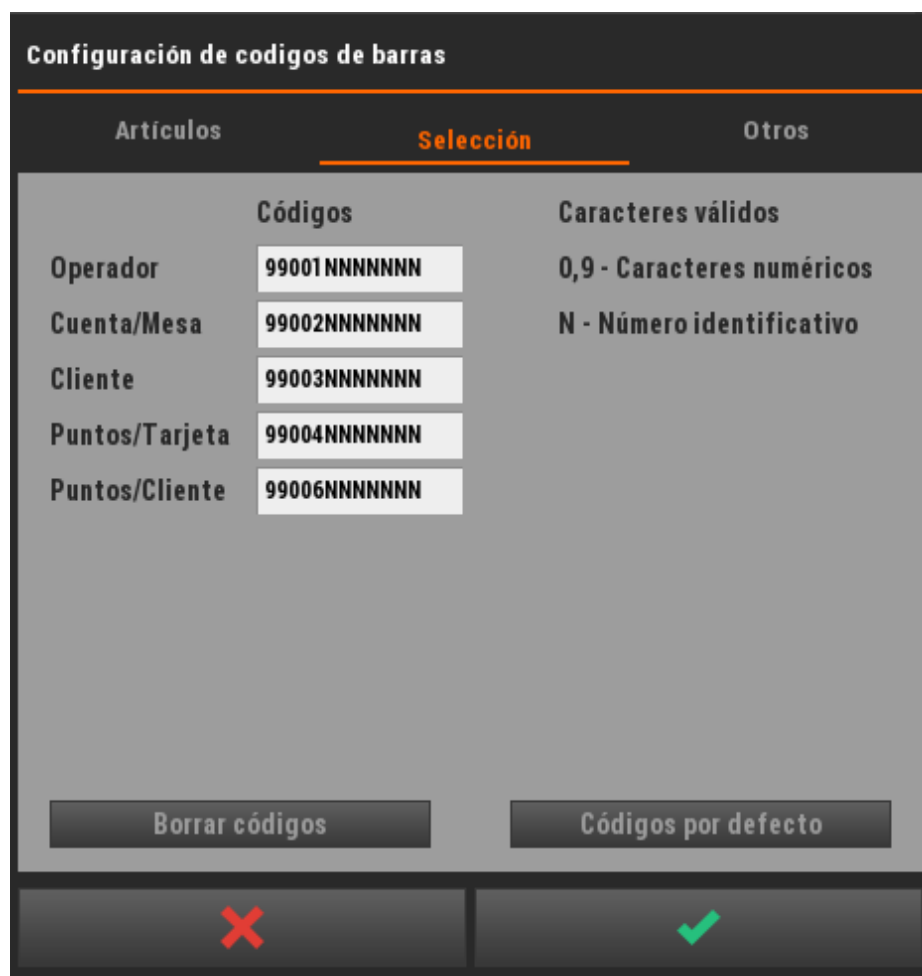 Configuración de codigos de barras
Artículos Selección Otros
Códigos Caracteres válidos
Operador 99001NNNNNNN 0,9 - Caracteres numéricos
Cuenta/Mesa 99002NNNNNNN N - Número identificativo
Cliente 99003NNNNNNN
Puntos/Tarjeta 99004NNNNNNN
Puntos/Cliente 99006NNNNNNN
Borrar códigos Códigos por defecto